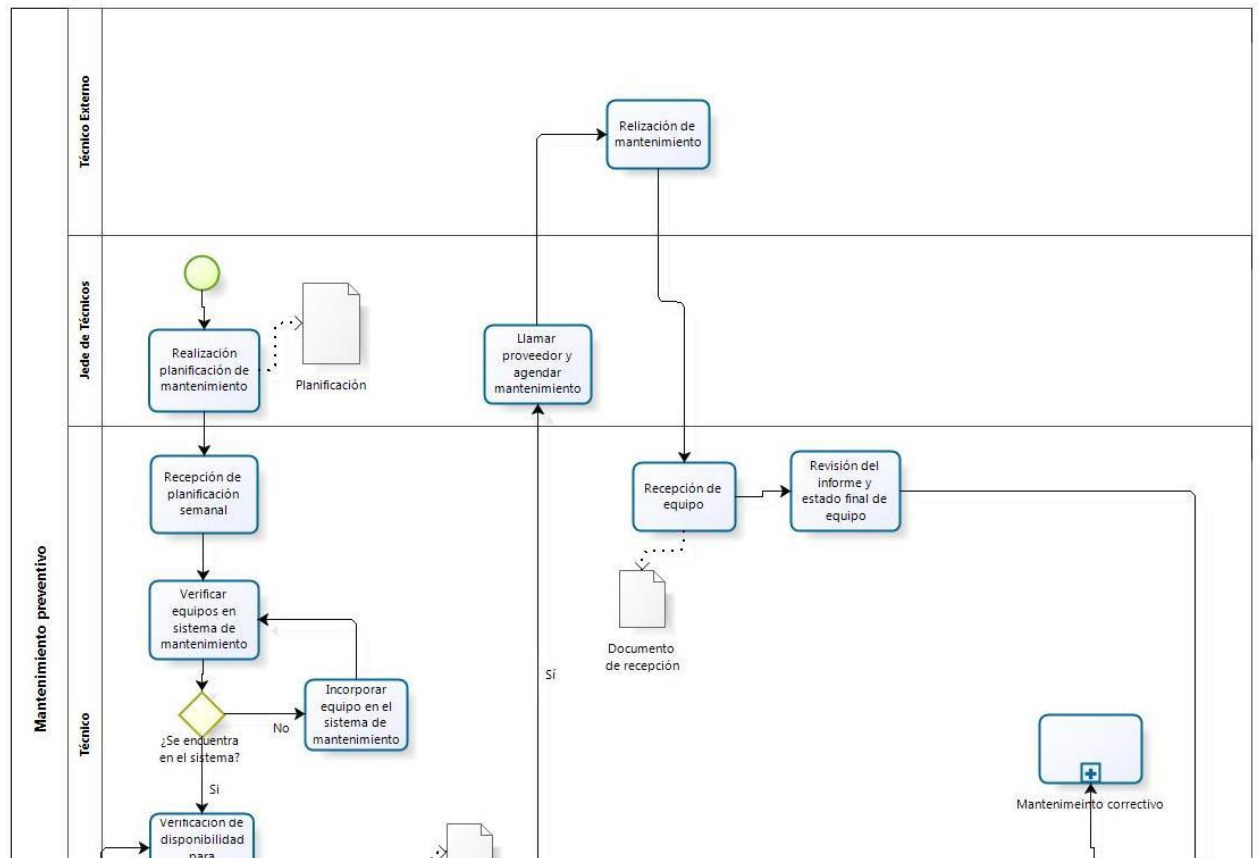 Mantenimiento preventivo
Técnico Externo
Relización de
mantenimiento
Jede de Técnicos
Realización
planificación de
mantenimiento
Planificación
Llamar
proveedor y
agendar
mantenimiento
Técnico
Recepción de
planificación
semanal
Recepción de
equipo
Revisión del
informe y
estado final de
equipo
Documento
de recepción
Verificar
equipos en
sistema de
mantenimiento
Incorporar
equipo en el
sistema de
mantenimiento
No
¿Se encuentra
en el sistema?
Si
Sí
Mantenimeinto correctivo
Verificación de
disponibilidad
para